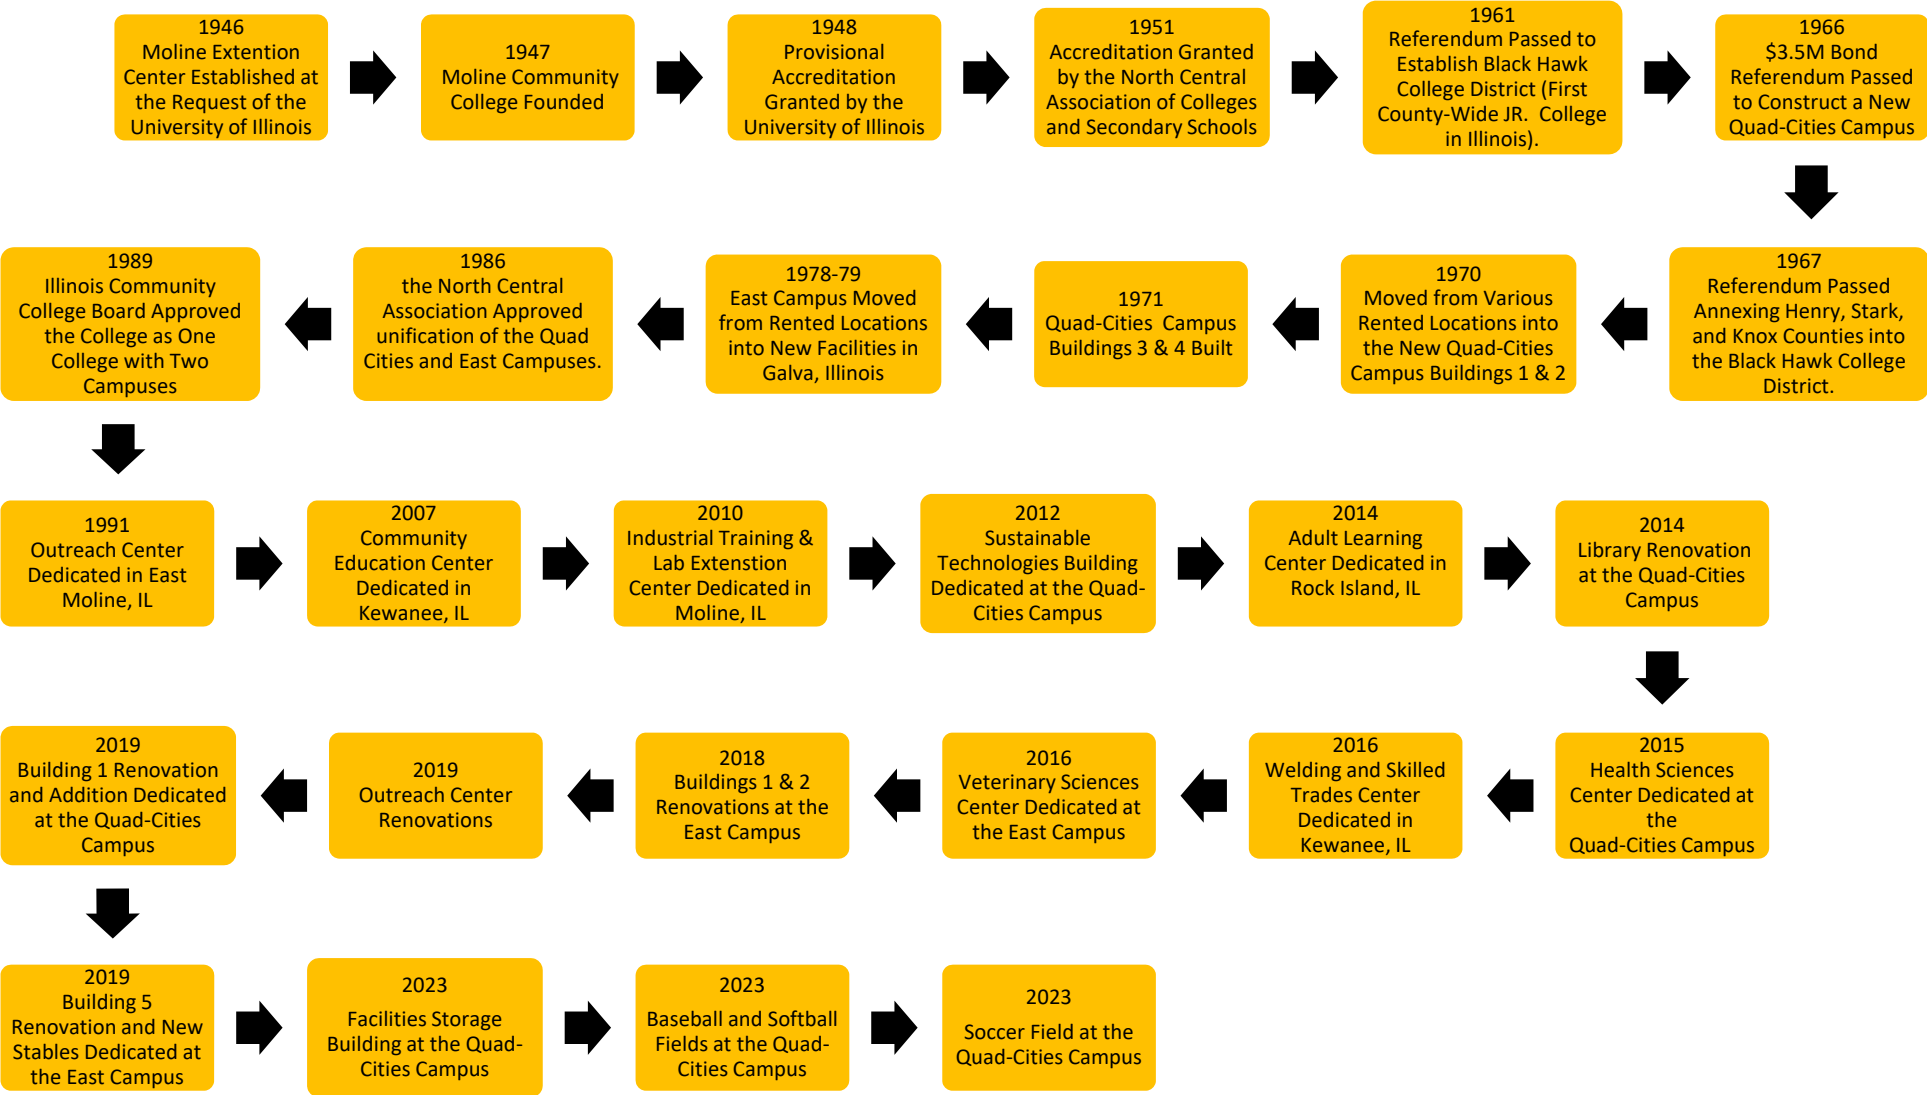 1946
Moline Extention
Center Established at
the Request of the
University of Illinois
1947
Moline Community
College Founded
1948
Provisional
Accreditation
Granted by the
University of Illinois
1951
Accreditation Granted
by the North Central
Association of Colleges
and Secondary Schools
1961
Referendum Passed to
Establish Black Hawk
College District (First
County-Wide JR. College
in Illinois).
1966
$3.5M Bond
Referendum Passed
to Construct a New
Quad-Cities Campus
1967
Referendum Passed
Annexing Henry, Stark,
and Knox Counties into
the Black Hawk College
District.
1970
Moved from Various
Rented Locations into
the New Quad-Cities
Campus Buildings 1 & 2
1971
Quad-Cities Campus
Buildings 3 & 4 Built
1978-79
East Campus Moved
from Rented Locations
into New Facilities in
Galva, Illinois
1986
the North Central
Association Approved
unification of the Quad
Cities and East Campuses.
1989
Illinois Community
College Board Approved
the College as One
College with Two
Campuses
1991
Outreach Center
Dedicated in East
Moline, IL
2007
Community
Education Center
Dedicated in
Kewanee, IL
2010
Industrial Training &
Lab Extenstion
Center Dedicated in
Moline, IL
2012
Sustainable
Technologies Building
Dedicated at the Quad-
Cities Campus
2014
Adult Learning
Center Dedicated in
Rock Island, IL
2014
Library Renovation
at the Quad-Cities
Campus
2015
Health Sciences
Center Dedicated at
the
Quad-Cities Campus
2016
Welding and Skilled
Trades Center
Dedicated in
Kewanee, IL
2016
Veterinary Sciences
Center Dedicated at
the East Campus
2018
Buildings 1 & 2
Renovations at the
East Campus
2019
Outreach Center
Renovations
2019
Building 1 Renovation
and Addition Dedicated
at the Quad-Cities
Campus
2019
Building 5
Renovation and New
Stables Dedicated at
the East Campus
2023
Facilities Storage
Building at the Quad-
Cities Campus
2023
Baseball and Softball
Fields at the Quad-
Cities Campus
2023
Soccer Field at the
Quad-Cities Campus